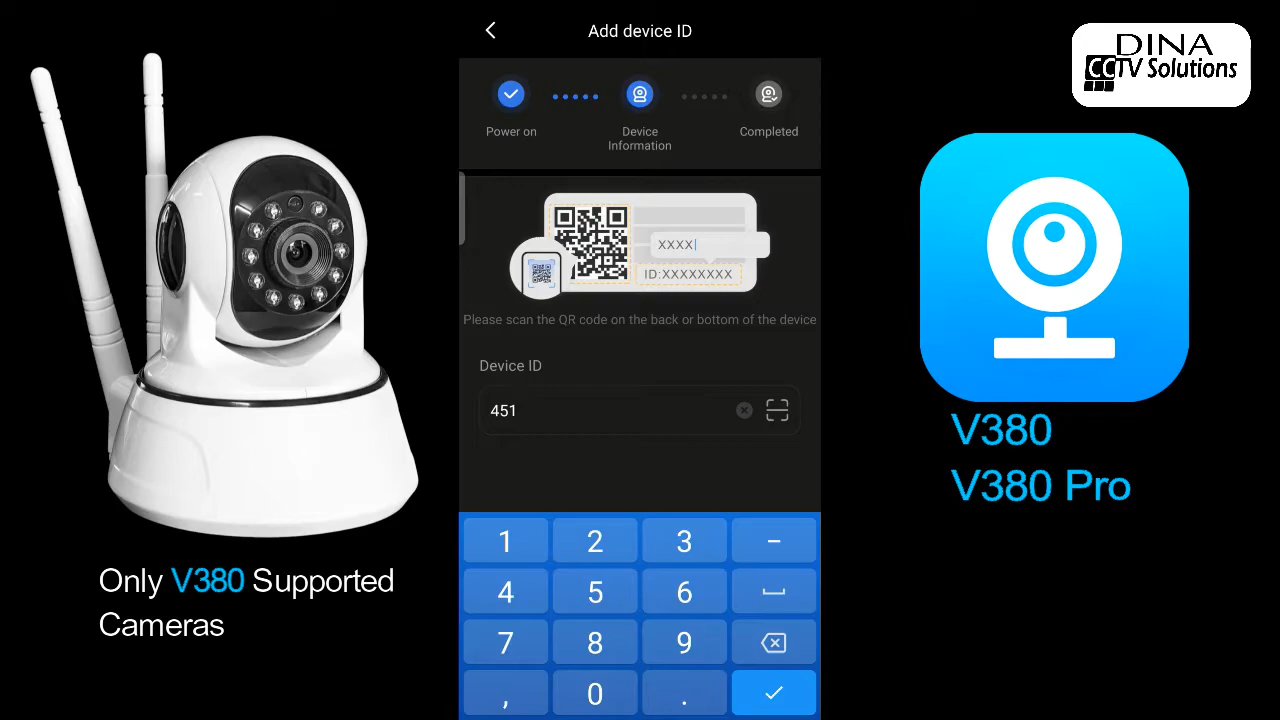 Add device ID
DINA
CCTV Solutions
Power on
Device
Information
Completed
XXXX
ID:XXXXXXXX
Please scan the QR code on the back or bottom of the device
Device ID
451
V380
V380 Pro
1 2 3 -
4 5 6
7 8 9
, 0 .
Only V380 Supported
Cameras